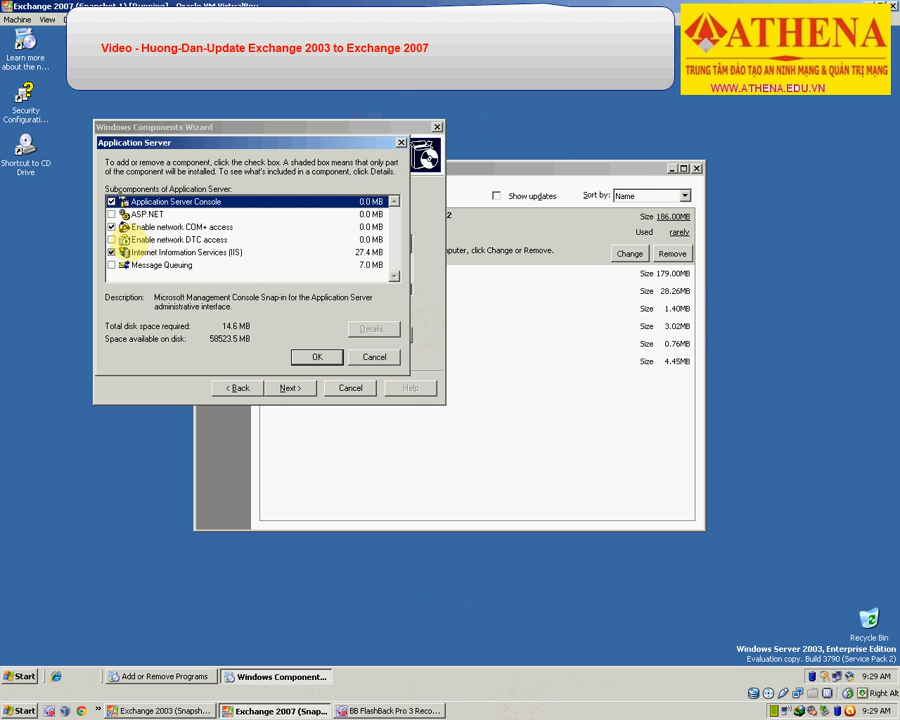 Exchange 2007 (Snapshot 1) [Running] - Oracle VM VirtualBox
Machine View
Video - Huong-Dan-Update Exchange 2003 to Exchange 2007
ATHENA
TRUNG TÂM ĐÀO TẠO AN NINH MẠNG & QUẢN TRỊ MẠNG
WWW.ATHENA.EDU.VN
Learn more
about the n...
Security
Configurati...
Shortcut to CD
Drive
Windows Components Wizard
Application Server
To add or remove a component, click the check box. A shaded box means that only part
of the component will be installed. To see what's included in a component, click Details.
Subcomponents of Application Server:
Application Server Console 0.0 MB
ASP.NET 0.0 MB
Enable network COM+ access 0.0 MB
Enable network DTC access 0.0 MB
Internet Information Services (IIS) 27.4 MB
Message Queuing 7.0 MB
Description: Microsoft Management Console Snap-in for the Application Server
administrative interface.
Total disk space required: 14.6 MB
Space available on disk: 58523.5 MB
Details...
OK Cancel
< Back Next > Cancel Help
Show updates Sort by: Name
2 Size 186.00MB
Used rarely
puter, click Change or Remove.
Change Remove
Size 179.00MB
Size 28.26MB
Size 1.40MB
Size 3.02MB
Size 0.76MB
Size 4.45MB
Recycle Bin
Windows Server 2003, Enterprise Edition
Evaluation copy. Build 3790 (Service Pack 2)
Start Add or Remove Programs Windows Component... 9:29 AM
Right Alt
Start » Exchange 2003 (Snapsh... Exchange 2007 (Snap... BB FlashBack Pro 3 Reco... 9:29 AM